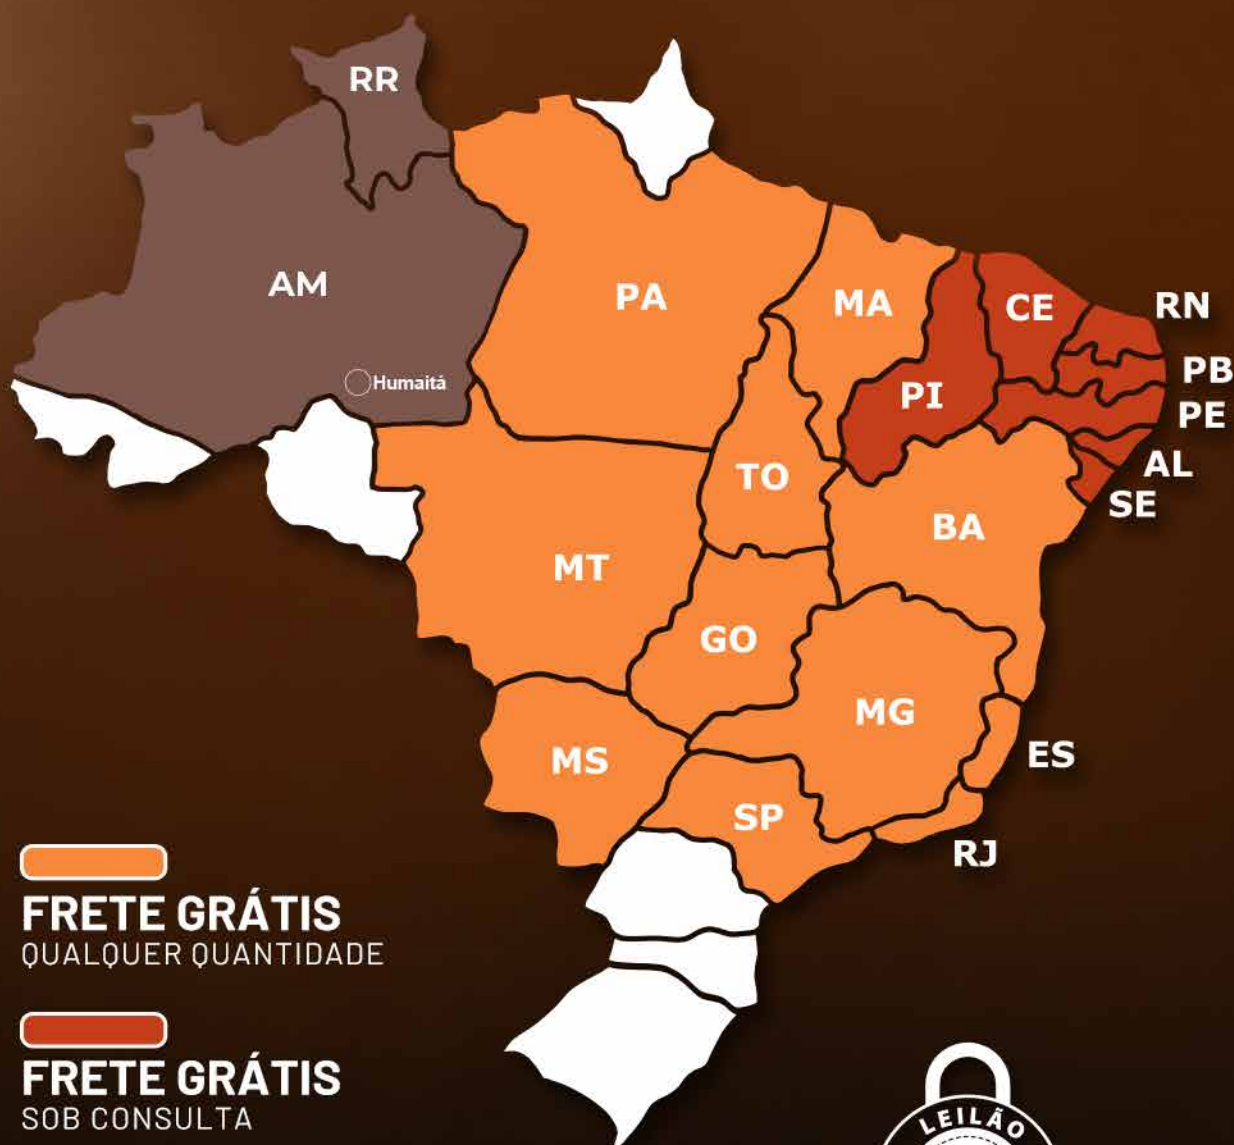 RR
AM
Humaitá
PA
MA
CE
RN
PI
PB
PE
AL
SE
TO
BA
MT
GO
MG
MS
ES
SP
RJ
FRETE GRÁTIS
QUALQUER QUANTIDADE
FRETE GRÁTIS
SOB CONSULTA
LEILÃO